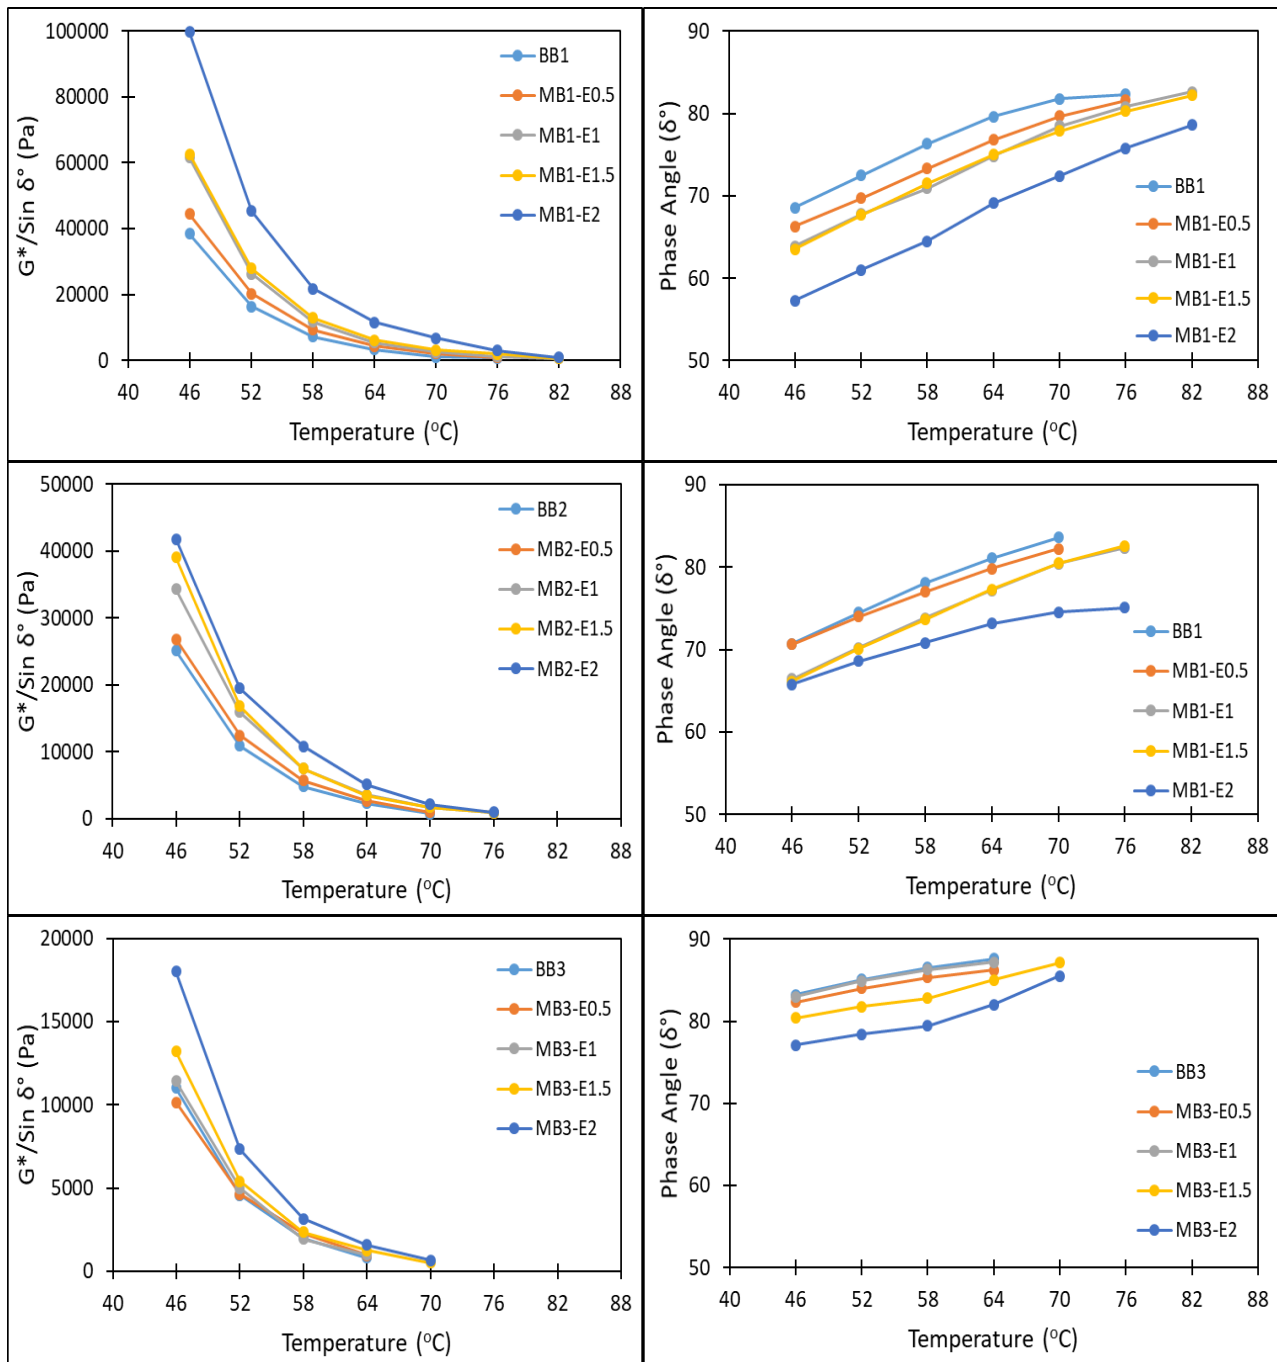 G*/Sin δ° (Pa)
100000
80000
60000
40000
20000
0
40 46 52 58 64 70 76 82 88
Temperature (⁰C)
BB1
MB1-E0.5
MB1-E1
MB1-E1.5
MB1-E2
Phase Angle (δ°)
90
80
70
60
50
40 46 52 58 64 70 76 82 88
Temperature (⁰C)
BB1
MB1-E0.5
MB1-E1
MB1-E1.5
MB1-E2
G*/Sin δ° (Pa)
50000
40000
30000
20000
10000
0
40 46 52 58 64 70 76 82 88
Temperature (⁰C)
BB2
MB2-E0.5
MB2-E1
MB2-E1.5
MB2-E2
Phase Angle (δ°)
90
80
70
60
50
40 46 52 58 64 70 76 82 88
Temperature (⁰C)
BB1
MB1-E0.5
MB1-E1
MB1-E1.5
MB1-E2
G*/Sin δ° (Pa)
20000
15000
10000
5000
0
40 46 52 58 64 70 76 82 88
Temperature (⁰C)
BB3
MB3-E0.5
MB3-E1
MB3-E1.5
MB3-E2
Phase Angle (δ°)
90
80
70
60
50
40 46 52 58 64 70 76 82 88
Temperature (⁰C)
BB3
MB3-E0.5
MB3-E1
MB3-E1.5
MB3-E2